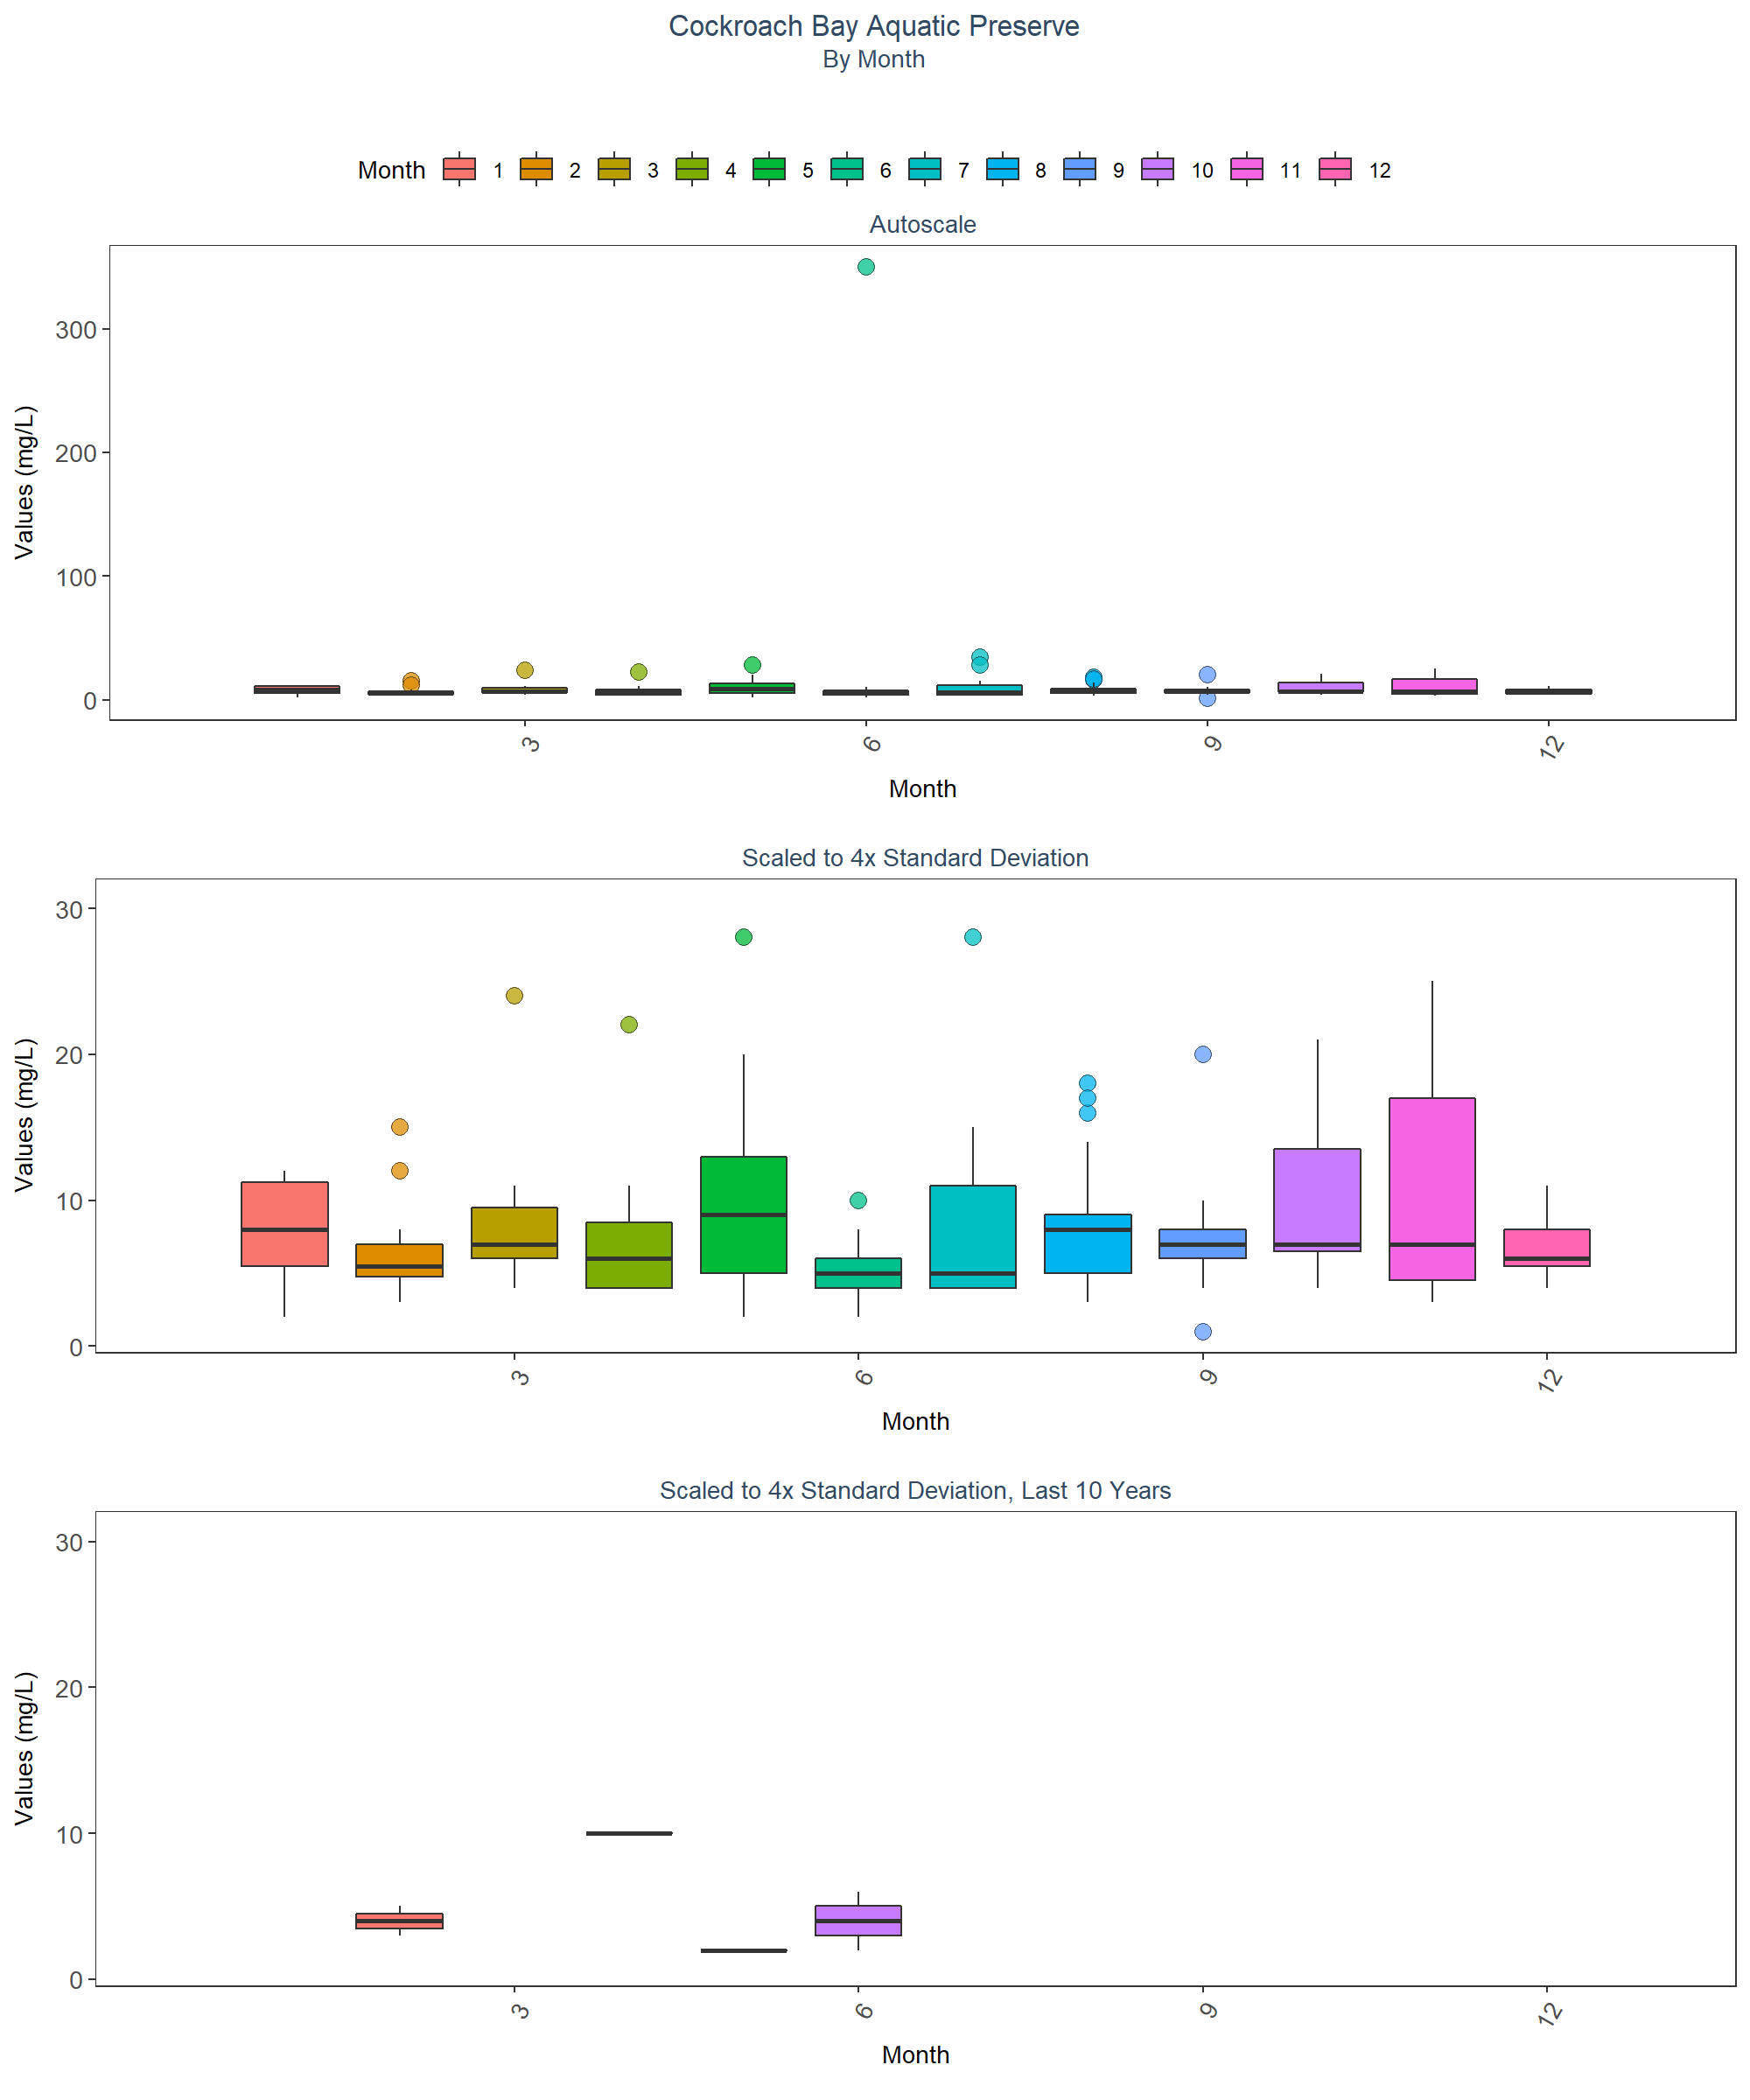 Cockroach Bay Aquatic Preserve
By Month
Month 1 2 3 4 5 6 7 8 9 10 11 12
Autoscale
Values (mg/L)
300
200
100
0
3 6 9 12
Month
Scaled to 4x Standard Deviation
Values (mg/L)
30
20
10
0
3 6 9 12
Month
Scaled to 4x Standard Deviation, Last 10 Years
Values (mg/L)
30
20
10
0
3 6 9 12
Month